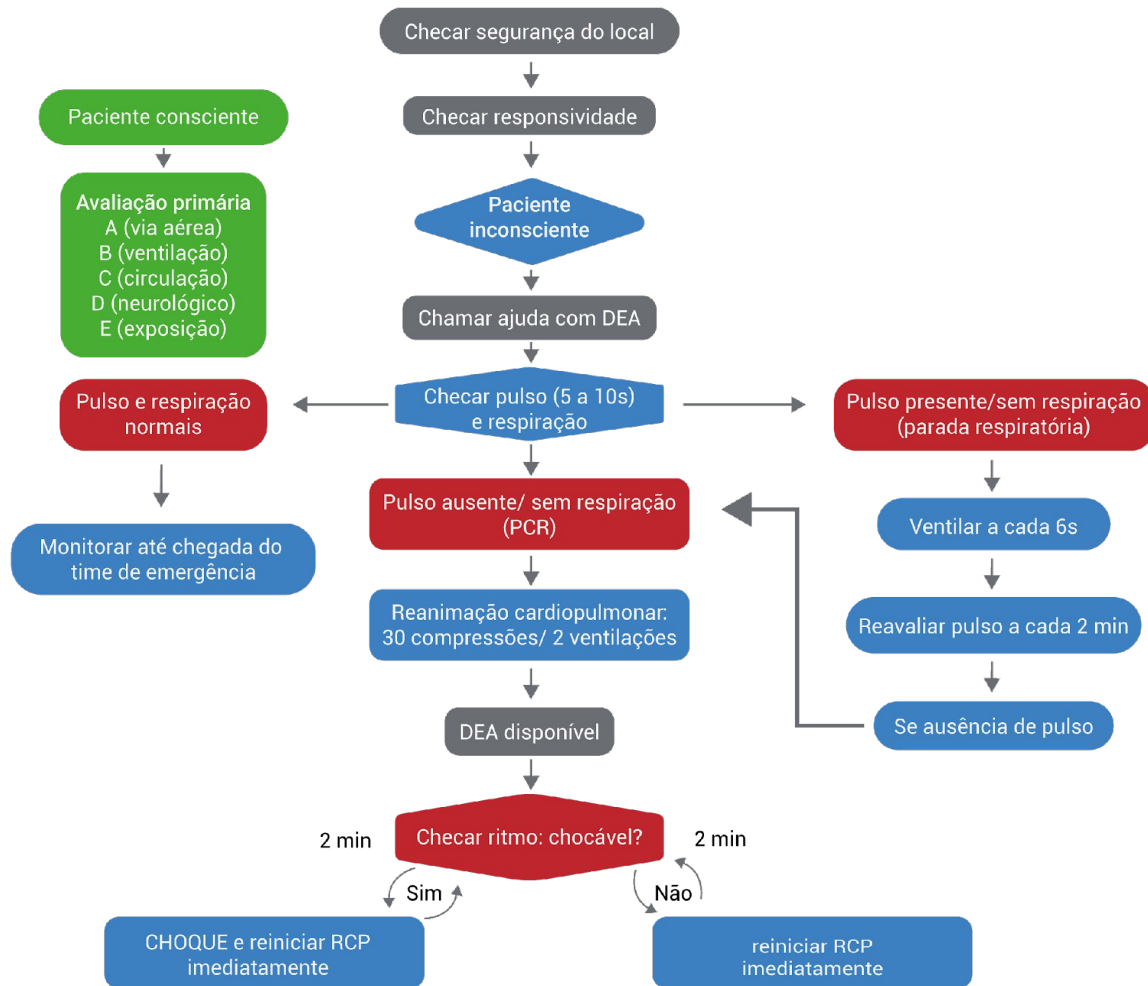 Checar segurança do local
Checar responsividade
Paciente consciente
Avaliação primária
A (via aérea)
B (ventilação)
C (circulação)
D (neurológico)
E (exposição)
Paciente
inconsciente
Chamar ajuda com DEA
Checar pulso (5 a 10s)
e respiração
Pulso e respiração
normais
Monitorar até chegada do
time de emergência
Pulso presente/sem respiração
(parada respiratória)
Ventilar a cada 6s
Reavaliar pulso a cada 2 min
Se ausência de pulso
Pulso ausente/ sem respiração
(PCR)
Reanimação cardiopulmonar:
30 compressões/ 2 ventilações
DEA disponível
Checar ritmo: chocável?
2 min
2 min
Sim
Não
CHOQUE e reiniciar RCP
imediatamente
reiniciar RCP
imediatamente